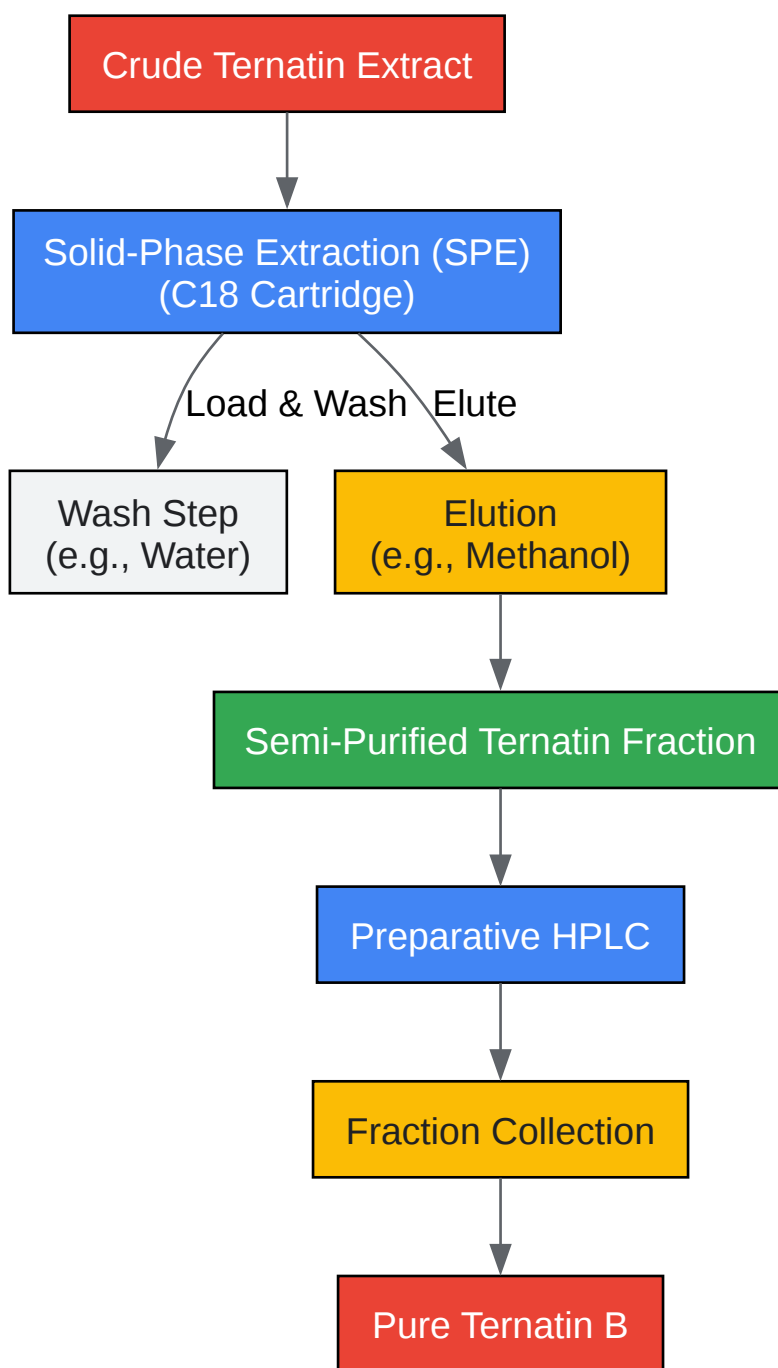 Crude Ternatin Extract
Solid-Phase Extraction (SPE)
(C18 Cartridge)
Load & Wash
Elute
Wash Step
(e.g., Water)
Elution
(e.g., Methanol)
Semi-Purified Ternatin Fraction
Preparative HPLC
Fraction Collection
Pure Ternatin B